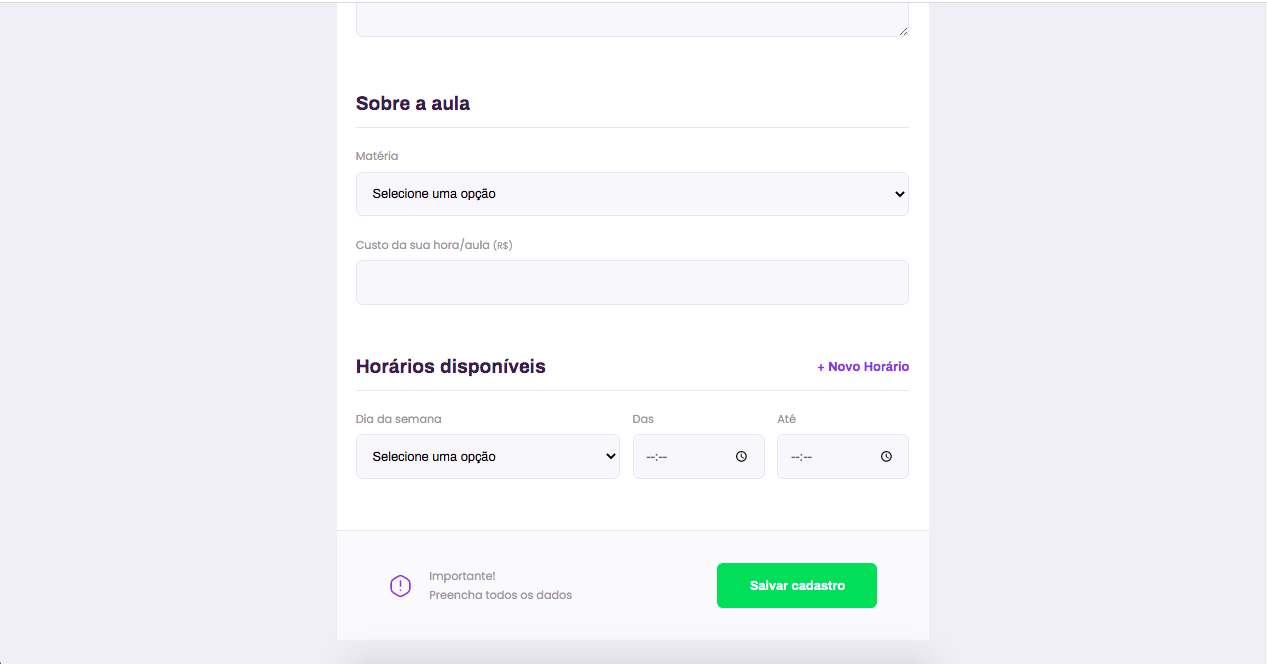 Sobre a aula
Matéria
Selecione uma opção
Custo da sua hora/aula (R$)
Horários disponíveis
+ Novo Horário
Dia da semana
Das
Até
Selecione uma opção
--:--
--:--
Importante!
Preencha todos os dados
Salvar cadastro